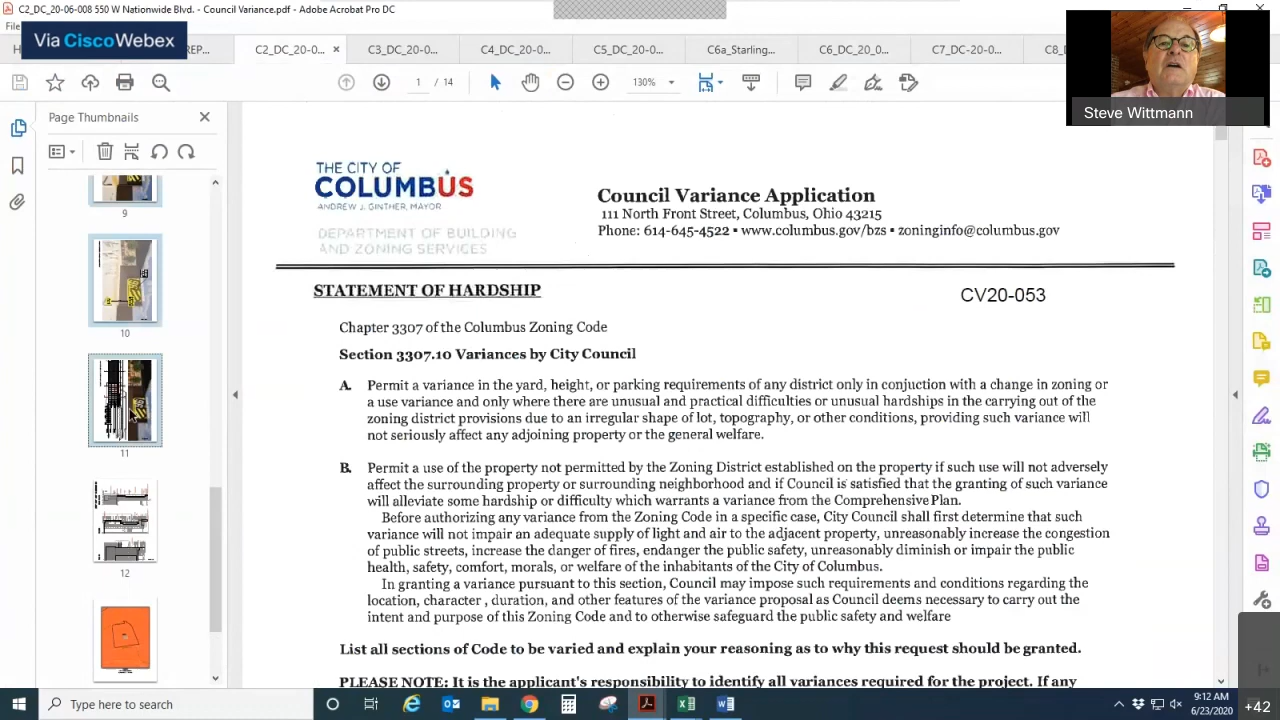 C2_DC_20-06-008 550 W Nationwide Blvd. - Council Variance.pdf - Adobe Acrobat Pro DC
Via Cisco Webex
C2_DC_20-0... ×
C3_DC_20-0...
C4_DC_20-0...
C5_DC_20-0...
C6a_Starling...
C6_DC_20_0...
C7_DC-20-0...
1 / 14
130%
Steve Wittmann
Page Thumbnails
9
10
11
12
THE CITY OF
COLUMBUS
ANDREW J. GINTHER, MAYOR
DEPARTMENT OF BUILDING
AND ZONING SERVICES
Council Variance Application
111 North Front Street, Columbus, Ohio 43215
Phone: 614-645-4522 ▪ www.columbus.gov/bzs ▪ zoninginfo@columbus.gov
STATEMENT OF HARDSHIP
CV20-053
Chapter 3307 of the Columbus Zoning Code
Section 3307.10 Variances by City Council
A. Permit a variance in the yard, height, or parking requirements of any district only in conjuction with a change in zoning or
a use variance and only where there are unusual and practical difficulties or unusual hardships in the carrying out of the
zoning district provisions due to an irregular shape of lot, topography, or other conditions, providing such variance will
not seriously affect any adjoining property or the general welfare.
B. Permit a use of the property not permitted by the Zoning District established on the property if such use will not adversely
affect the surrounding property or surrounding neighborhood and if Council is satisfied that the granting of such variance
will alleviate some hardship or difficulty which warrants a variance from the Comprehensive Plan.
Before authorizing any variance from the Zoning Code in a specific case, City Council shall first determine that such
variance will not impair an adequate supply of light and air to the adjacent property, unreasonably increase the congestion
of public streets, increase the danger of fires, endanger the public safety, unreasonably diminish or impair the public
health, safety, comfort, morals, or welfare of the inhabitants of the City of Columbus.
In granting a variance pursuant to this section, Council may impose such requirements and conditions regarding the
location, character , duration, and other features of the variance proposal as Council deems necessary to carry out the
intent and purpose of this Zoning Code and to otherwise safeguard the public safety and welfare
List all sections of Code to be varied and explain your reasoning as to why this request should be granted.
PLEASE NOTE: It is the applicant's responsibility to identify all variances required for the project. If any
Type here to search
9:12 AM
6/23/2020
+42